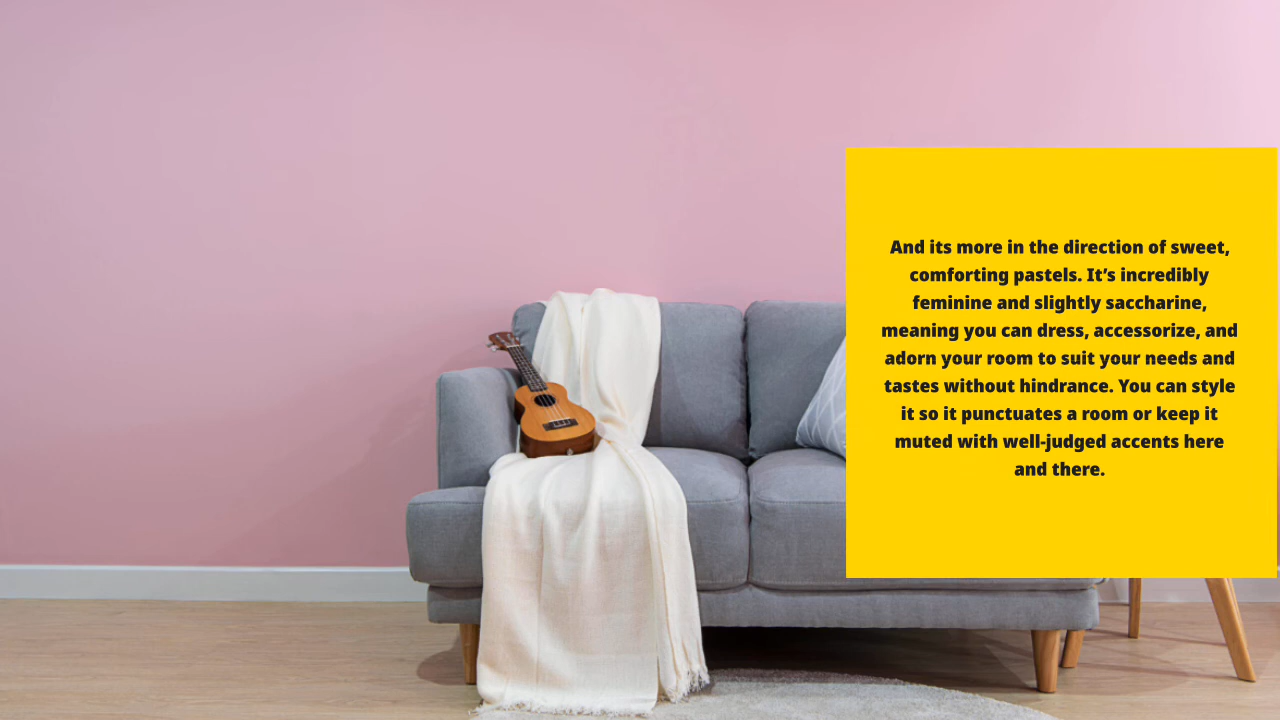 And its more in the direction of sweet,
comforting pastels. It’s incredibly
feminine and slightly saccharine,
meaning you can dress, accessorize, and
adorn your room to suit your needs and
tastes without hindrance. You can style
it so it punctuates a room or keep it
muted with well-judged accents here
and there.